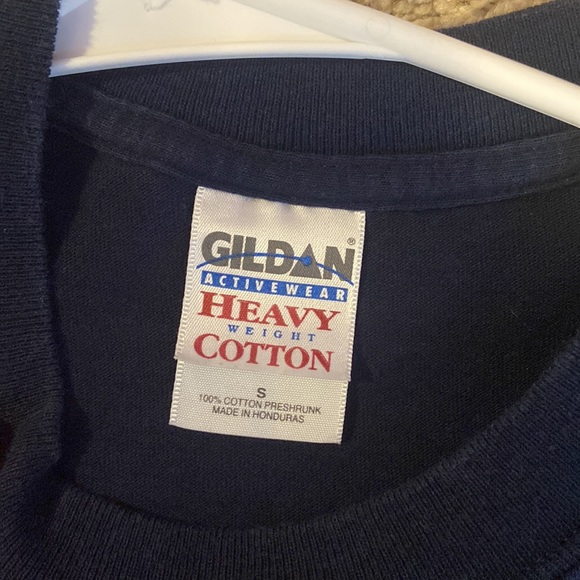 GILDAN®
ACTIVEWEAR
HEAVY
WEIGHT
COTTON
S
100% COTTON PRESHRUNK
MADE IN HONDURAS